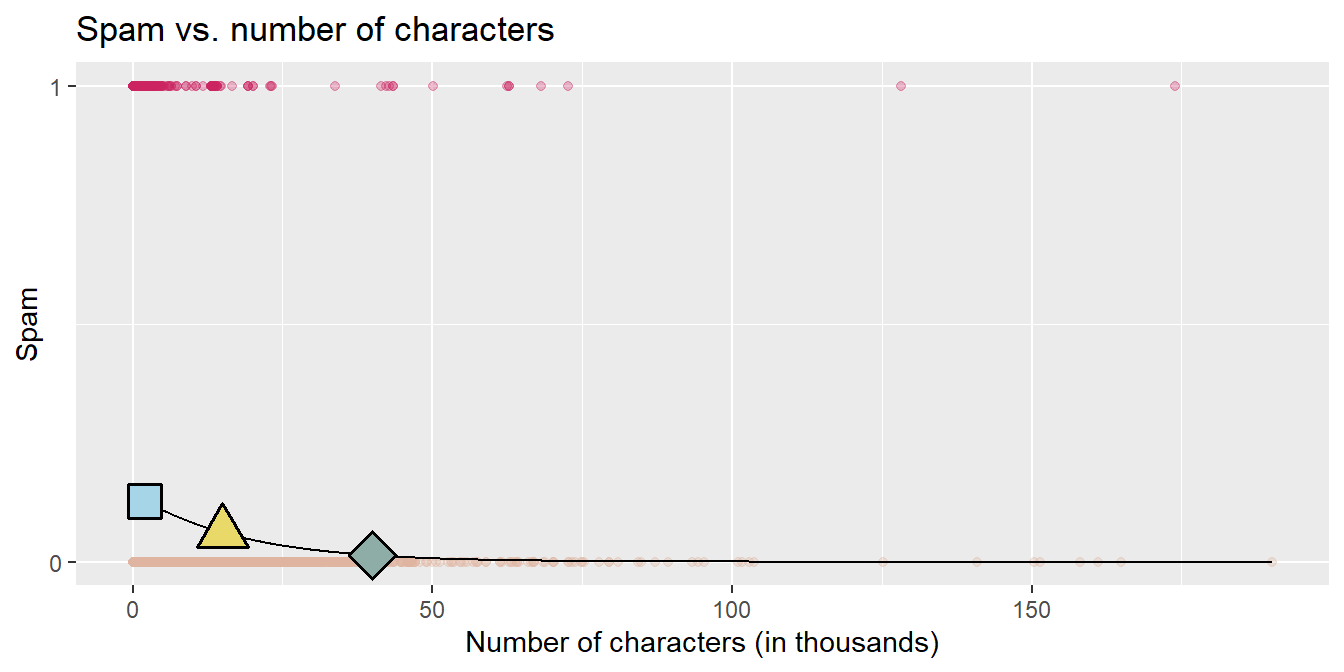 Spam vs. number of characters
1
Spam
0
0 50 100 150
Number of characters (in thousands)